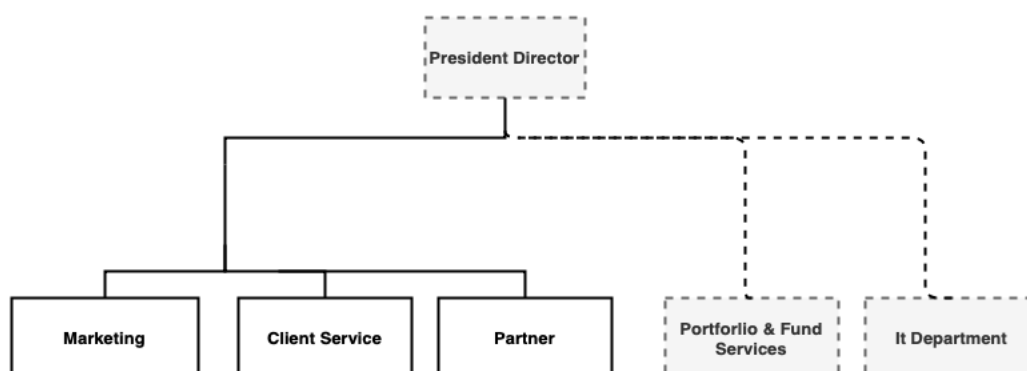 President Director
Marketing
Client Service
Partner
Portforlio & Fund
Services
It Department